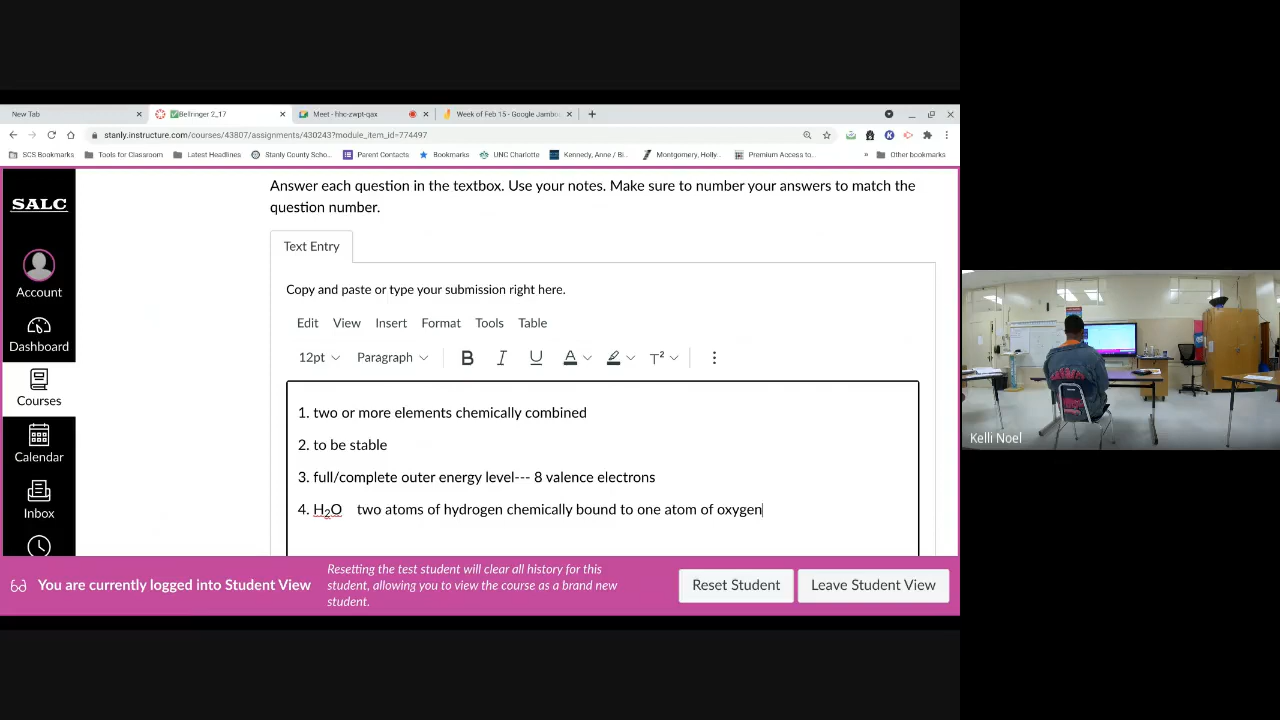 New Tab
Bellringer 2_17
Meet - hhc-zwpt-qax
Week of Feb 15 - Google Jambo
stanly.instructure.com/courses/43807/assignments/430243?module_item_id=774497
SCS Bookmarks
Tools for Classroom
Latest Headlines
Stanly County Scho...
Parent Contacts
Bookmarks
UNC Charlotte
Kennedy, Anne / Bi...
Montgomery, Holly...
Premium Access to...
Other bookmarks
SALC
Account
Dashboard
Courses
Calendar
Inbox
Answer each question in the textbox. Use your notes. Make sure to number your answers to match the
question number.
Text Entry
Copy and paste or type your submission right here.
Edit View Insert Format Tools Table
12pt Paragraph B I U A T²
1. two or more elements chemically combined
2. to be stable
3. full/complete outer energy level--- 8 valence electrons
4. H₂O two atoms of hydrogen chemically bound to one atom of oxygen
You are currently logged into Student View
Resetting the test student will clear all history for this
student, allowing you to view the course as a brand new
student.
Reset Student
Leave Student View
Kelli Noel